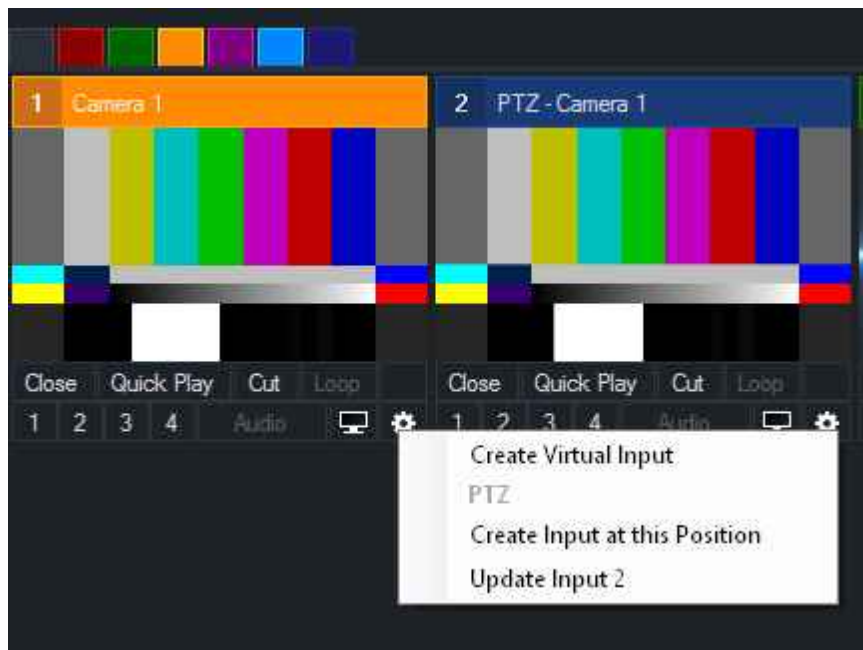 1 Camera 1
2 PTZ - Camera 1
Close Quick Play Cut Loop
Close Quick Play Cut Loop
1 2 3 4 Audio
1 2 3 4 Audio
Create Virtual Input
PTZ
Create Input at this Position
Update Input 2